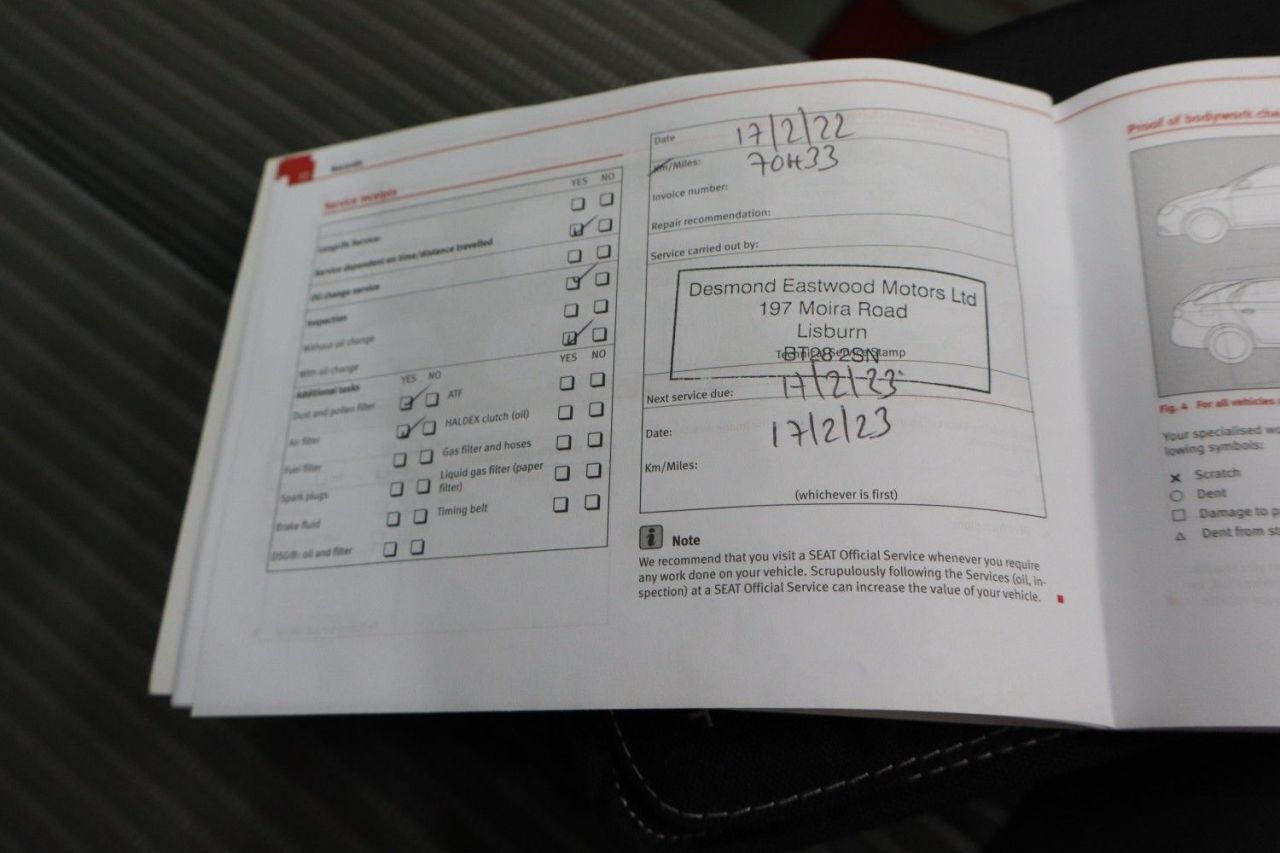 Records
Service receipts
YES NO
LongLife Service:
Service dependent on time/distance travelled
Oil change service
Inspection
Without oil change
With oil change
Additional tasks
YES NO
YES NO
Dust and pollen filter
ATF
Air filter
HALDEX clutch (oil)
Fuel filter
Gas filter and hoses
Spark plugs
Liquid gas filter (paper
filter)
Brake fluid
Timing belt
DSG®: oil and filter
Date 17/2/22
Km/Miles: 70433
Invoice number:
Repair recommendation:
Service carried out by:
Desmond Eastwood Motors Ltd
197 Moira Road
Lisburn
BT28 2SN
Technical Service Stamp
Next service due: 17/2/23
Date: 17/2/23
Km/Miles:
(whichever is first)
i Note
We recommend that you visit a SEAT Official Service whenever you require
any work done on your vehicle. Scrupulously following the Services (oil, in-
spection) at a SEAT Official Service can increase the value of your vehicle.
Proof of bodywork che
Fig. 4 For all vehicles
Your specialised wo
lowing symbols:
Scratch
Dent
Damage to p
Dent from st